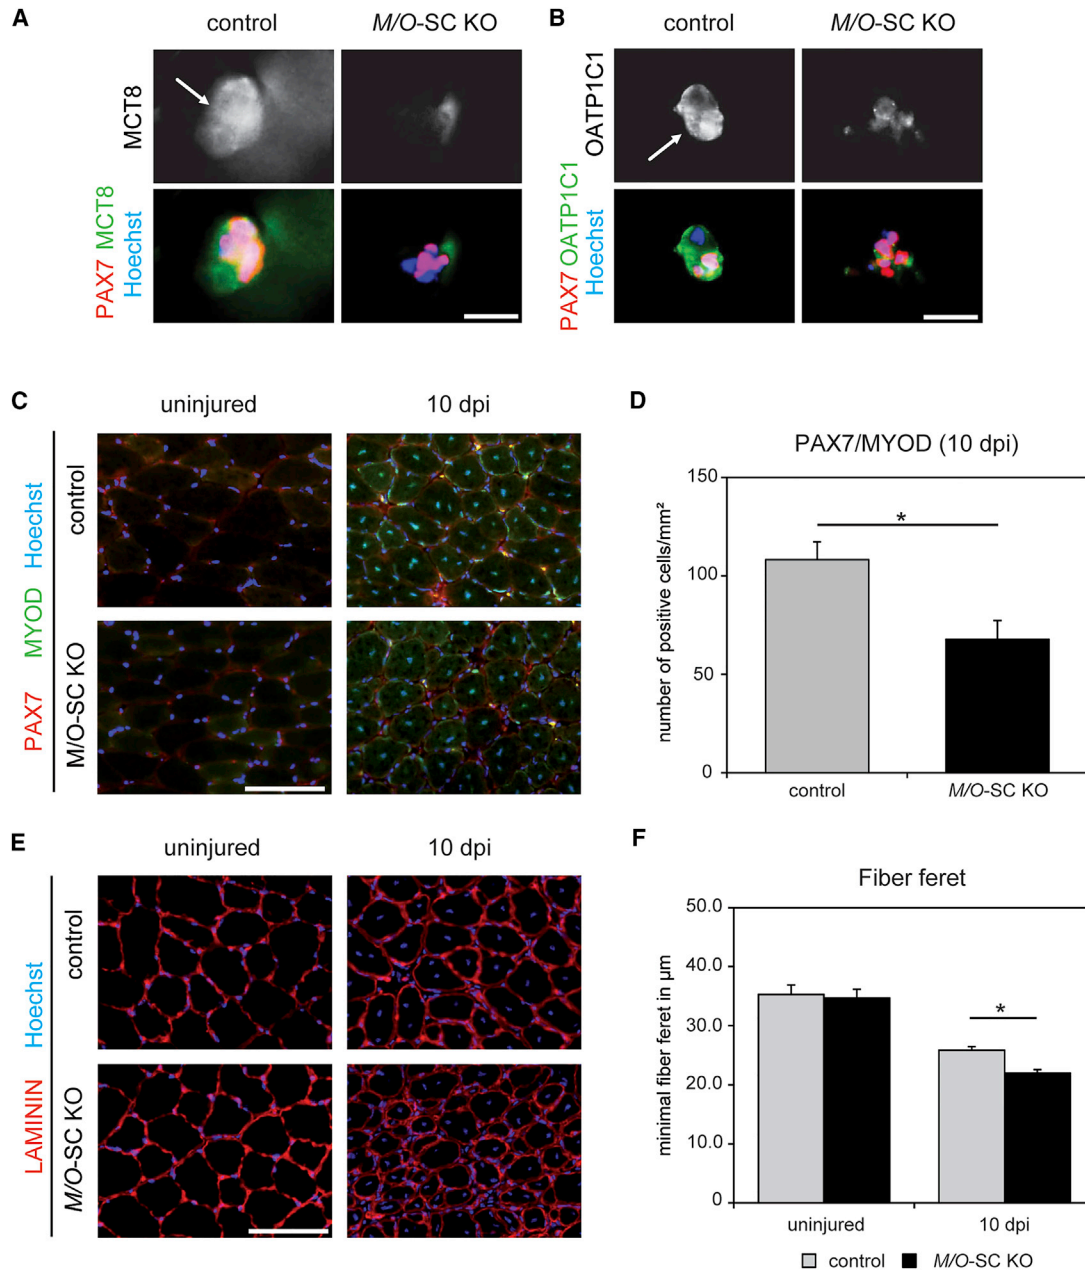 A
control
M/O-SC KO
MCT8
PAX7 MCT8
Hoechst
B
control
M/O-SC KO
OATP1C1
PAX7 OATP1C1
Hoechst
C
uninjured
10 dpi
PAX7 MYOD Hoechst
control
M/O-SC KO
D
PAX7/MYOD (10 dpi)
number of positive cells/mm²
150
100
50
0
*
control
M/O-SC KO
E
uninjured
10 dpi
LAMININ Hoechst
control
M/O-SC KO
F
Fiber feret
minimal fiber feret in µm
50.0
40.0
30.0
20.0
10.0
0
*
uninjured
10 dpi
control M/O-SC KO